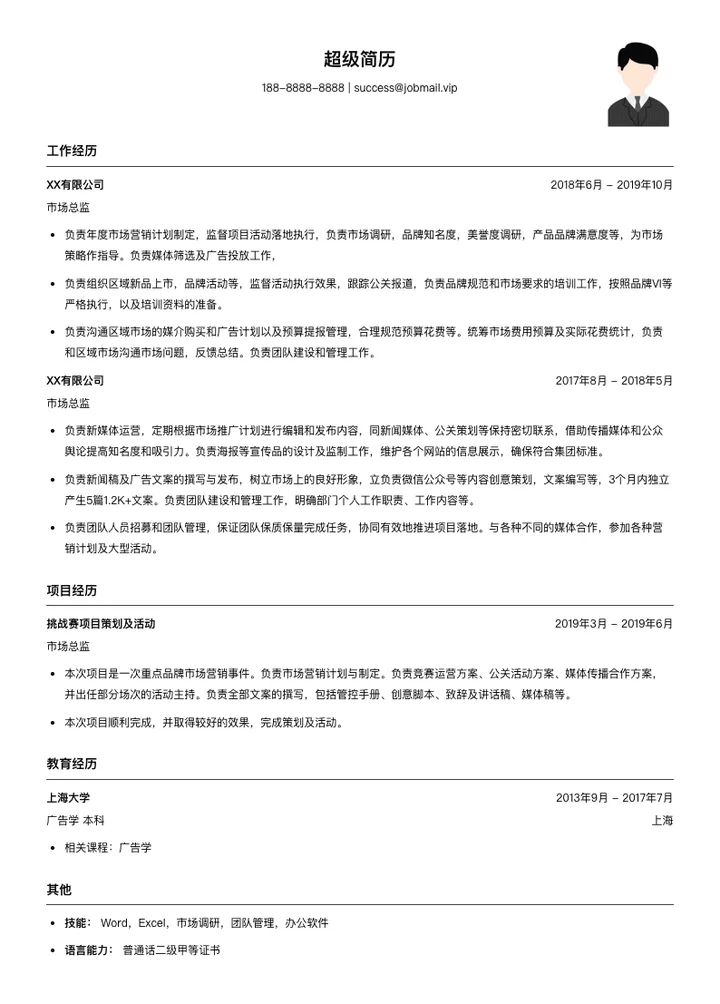 超级简历
188-8888-8888 | success@jobmail.vip
工作经历
XX有限公司 2018年6月 – 2019年10月
市场总监
• 负责年度市场营销计划制定，监督项目活动落地执行，负责市场调研，品牌知名度，美誉度调研，产品品牌满意度等，为市场
策略作指导。负责媒体筛选及广告投放工作，
• 负责组织区域新品上市，品牌活动等，监督活动执行效果，跟踪公关报道，负责品牌规范和市场要求的培训工作，按照品牌VI等
严格执行，以及培训资料的准备。
• 负责沟通区域市场的媒介购买和广告计划以及预算提报管理，合理规范预算花费等。统筹市场费用预算及实际花费统计，负责
和区域市场沟通市场问题，反馈总结。负责团队建设和管理工作。
XX有限公司 2017年8月 – 2018年5月
市场总监
• 负责新媒体运营，定期根据市场推广计划进行编辑和发布内容，同新闻媒体、公关策划等保持密切联系，借助传播媒体和公众
舆论提高知名度和吸引力。负责海报等宣传品的设计及监制工作，维护各个网站的信息展示，确保符合集团标准。
• 负责新闻稿及广告文案的撰写与发布，树立市场上的良好形象，立负责微信公众号等内容创意策划，文案编写等，3个月内独立
产生5篇1.2K+文案。负责团队建设和管理工作，明确部门个人工作职责、工作内容等。
• 负责团队人员招募和团队管理，保证团队保质保量完成任务，协同有效地推进项目落地。与各种不同的媒体合作，参加各种营
销计划及大型活动。
项目经历
挑战赛项目策划及活动 2019年3月 – 2019年6月
市场总监
• 本次项目是一次重点品牌市场营销事件。负责市场营销计划与制定。负责竞赛运营方案、公关活动方案、媒体传播合作方案，
并出任部分场次的活动主持。负责全部文案的撰写，包括管控手册、创意脚本、致辞及讲话稿、媒体稿等。
• 本次项目顺利完成，并取得较好的效果，完成策划及活动。
教育经历
上海大学 2013年9月 – 2017年7月
广告学 本科 上海
• 相关课程：广告学
其他
• 技能： Word，Excel，市场调研，团队管理，办公软件
• 语言能力： 普通话二级甲等证书